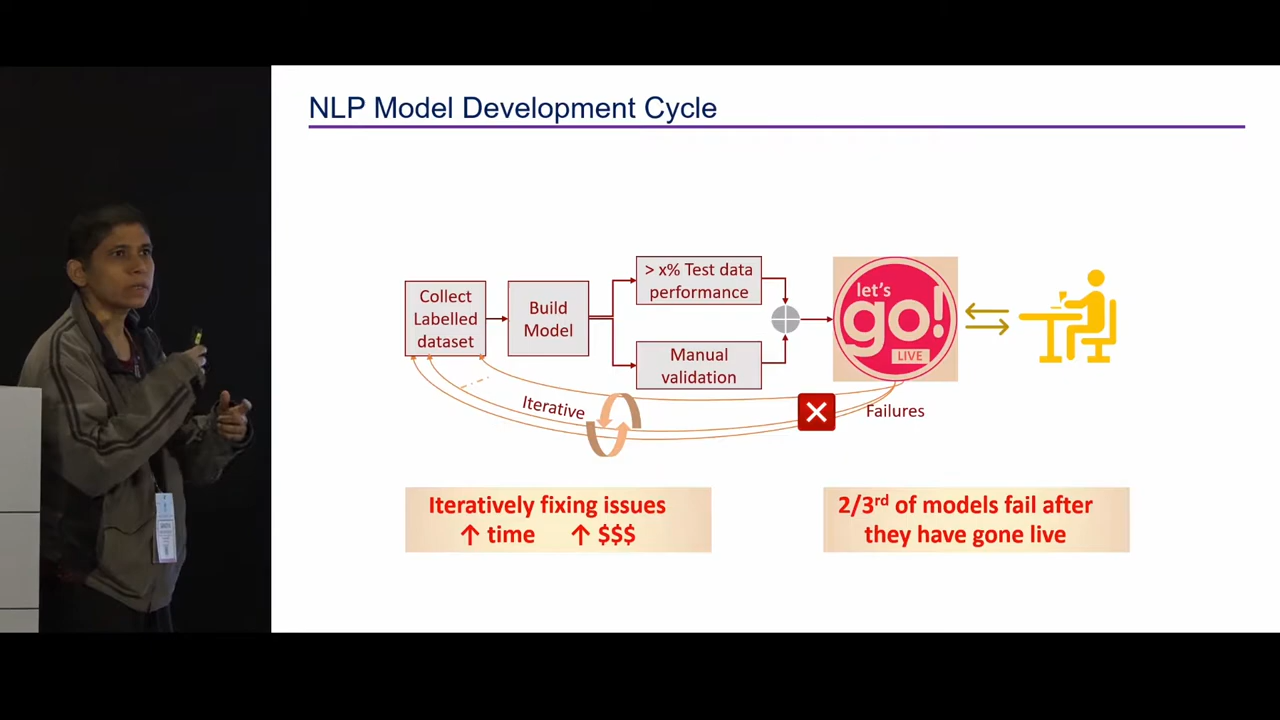 NLP Model Development Cycle
Collect
Labelled
dataset
Build
Model
> x% Test data
performance
Manual
validation
let's
go!
LIVE
Iterative
Failures
Iteratively fixing issues
↑ time ↑ $$$
2/3rd of models fail after
they have gone live